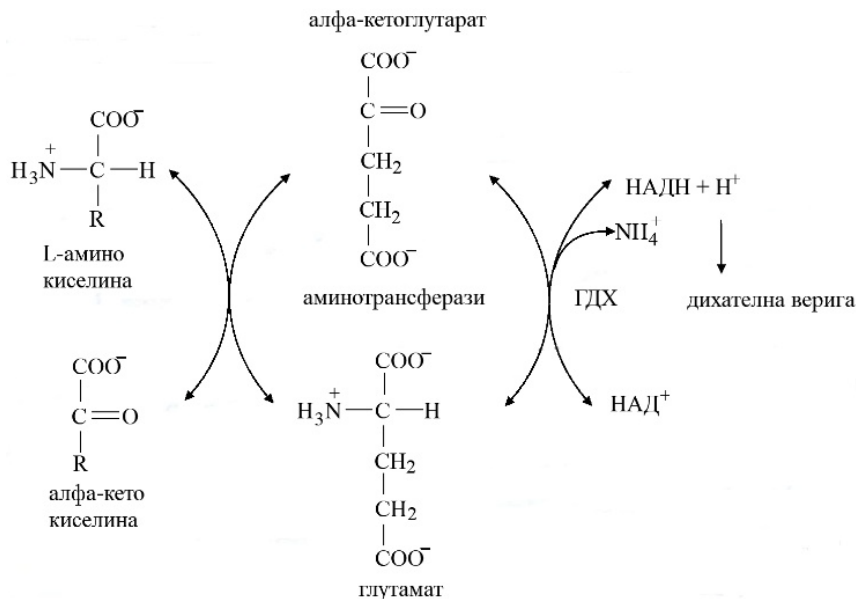 алфа-кетоглутарат
COO⁻
C=O
CH₂
CH₂
COO⁻
COO⁻
H₃N⁺—C—H
R
L-амино
киселина
НАДН + H⁺
NH₄⁺
аминотрансферази
ГДХ
дихателна верига
COO⁻
C=O
R
алфа-кето
киселина
COO⁻
H₃N⁺—C—H
CH₂
CH₂
COO⁻
глутамат
НАД⁺